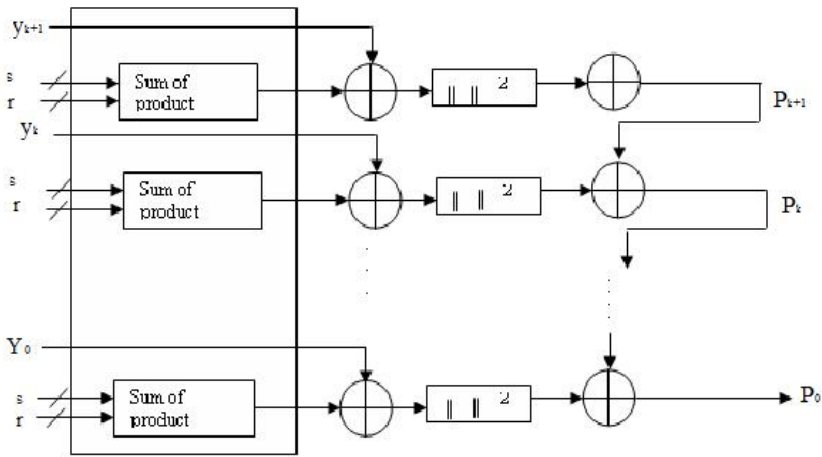 yk+1
s
r
Sum of
product
|| || 2
Pk+1
yk
s
r
Sum of
product
|| || 2
Pk
Y0
s
r
Sum of
product
|| || 2
P0